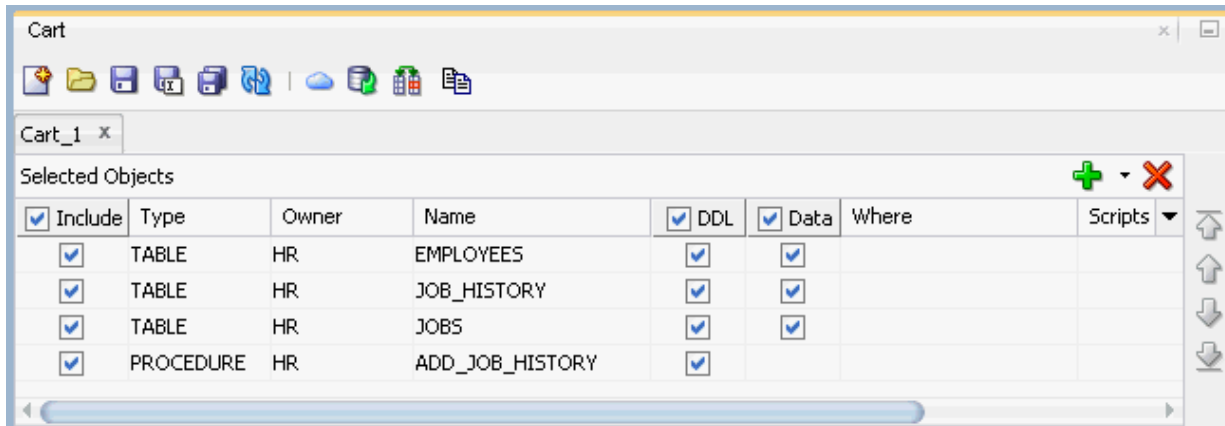 Cart
Cart_1 x
Selected Objects
Include Type Owner Name DDL Data Where Scripts
TABLE HR EMPLOYEES
TABLE HR JOB_HISTORY
TABLE HR JOBS
PROCEDURE HR ADD_JOB_HISTORY